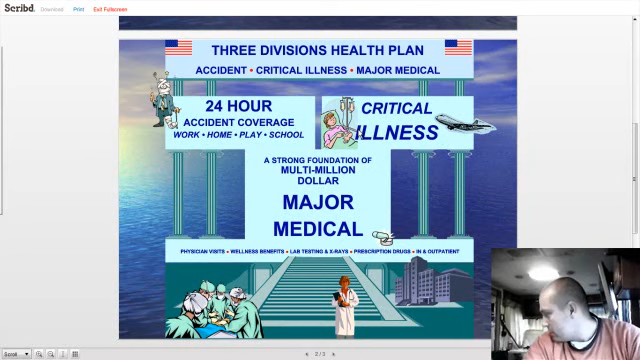 Scribd.
Download
Print
Exit Fullscreen
THREE DIVISIONS HEALTH PLAN
ACCIDENT • CRITICAL ILLNESS • MAJOR MEDICAL
24 HOUR
ACCIDENT COVERAGE
WORK • HOME • PLAY • SCHOOL
CRITICAL
ILLNESS
A STRONG FOUNDATION OF
MULTI-MILLION
DOLLAR
MAJOR
MEDICAL
PHYSICIAN VISITS • WELLNESS BENEFITS • LAB TESTING & X-RAYS • PRESCRIPTION DRUGS • IN & OUTPATIENT
Scroll
2 / 3